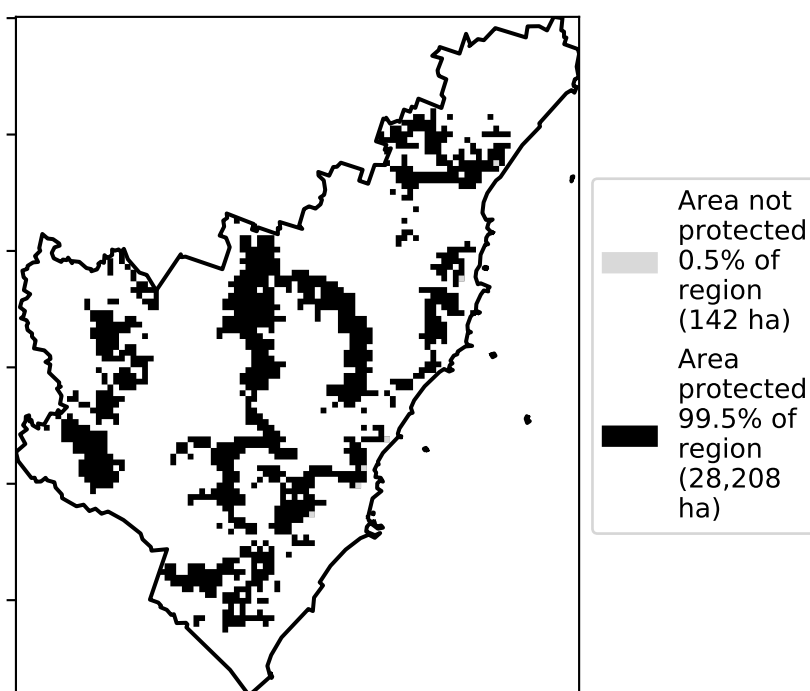 Area not
protected
0.5% of
region
(142 ha)
Area
protected
99.5% of
region
(28,208
ha)